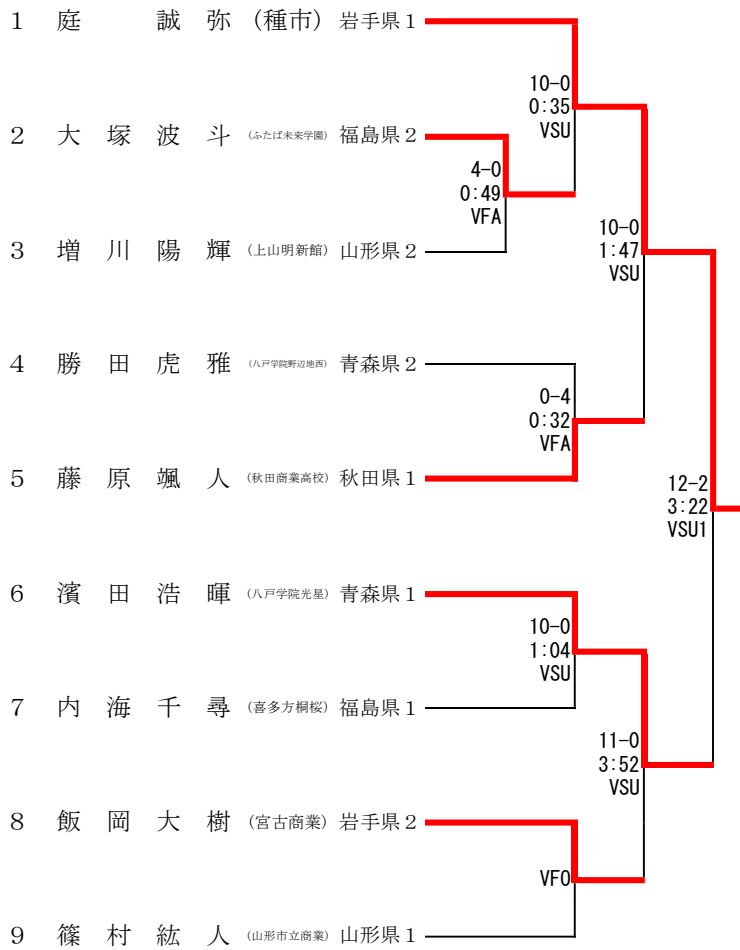 1 庭 誠 弥 (種市) 岩手県1
10-0
0:35
VSU
2 大 塚 波 斗 (ふたば未来学園) 福島県2
4-0
0:49
VFA
10-0
1:47
VSU
3 増 川 陽 輝 (上山明新館) 山形県2
4 勝 田 虎 雅 (八戸学院野辺地西) 青森県2
0-4
0:32
VFA
5 藤 原 颯 人 (秋田商業高校) 秋田県1
12-2
3:22
VSU1
6 濱 田 浩 暉 (八戸学院光星) 青森県1
10-0
1:04
VSU
7 内 海 千 尋 (喜多方桐桜) 福島県1
11-0
3:52
VSU
8 飯 岡 大 樹 (宮古商業) 岩手県2
VFO
9 篠 村 紘 人 (山形市立商業) 山形県1